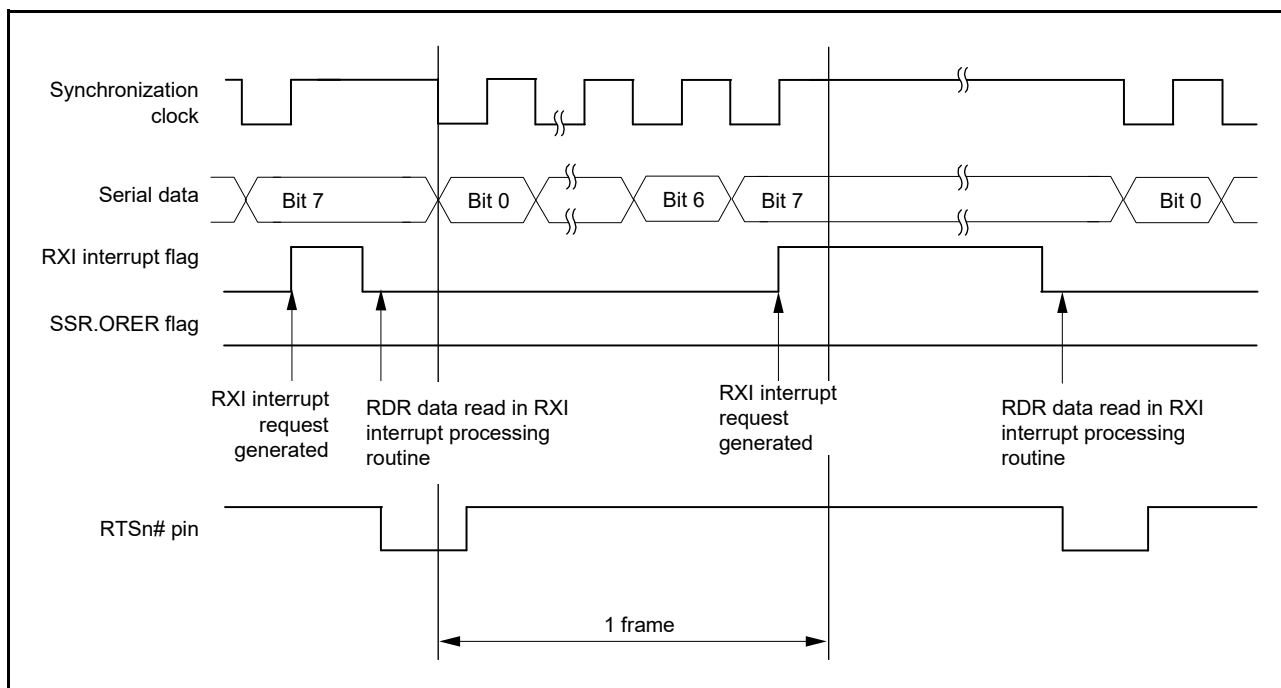 Synchronization
clock
Serial data
Bit 7
Bit 0
Bit 6
Bit 7
Bit 0
RXI interrupt flag
SSR.ORER flag
RXI interrupt
request
generated
RDR data read in RXI
interrupt processing
routine
RXI interrupt
request
generated
RDR data read in RXI
interrupt processing
routine
RTSn# pin
1 frame